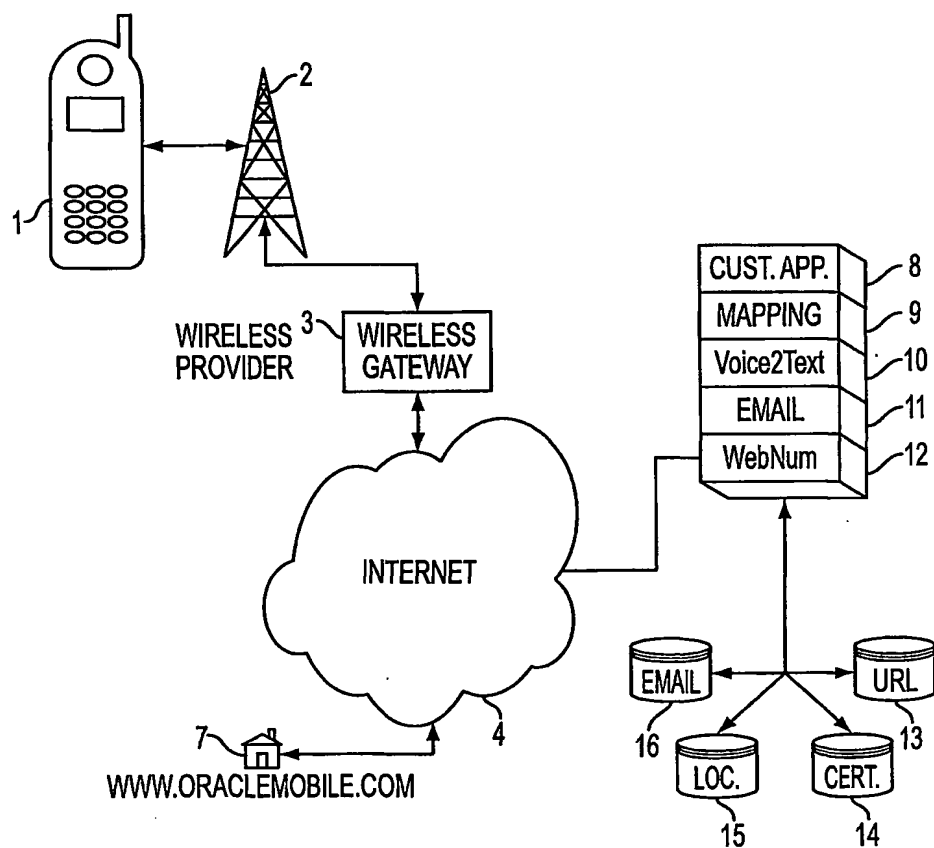 1
2
WIRELESS
PROVIDER
3
WIRELESS
GATEWAY
INTERNET
4
7
WWW.ORACLEMOBILE.COM
CUST. APP.
8
MAPPING
9
Voice2Text
10
EMAIL
11
WebNum
12
EMAIL
16
URL
13
LOC.
15
CERT.
14